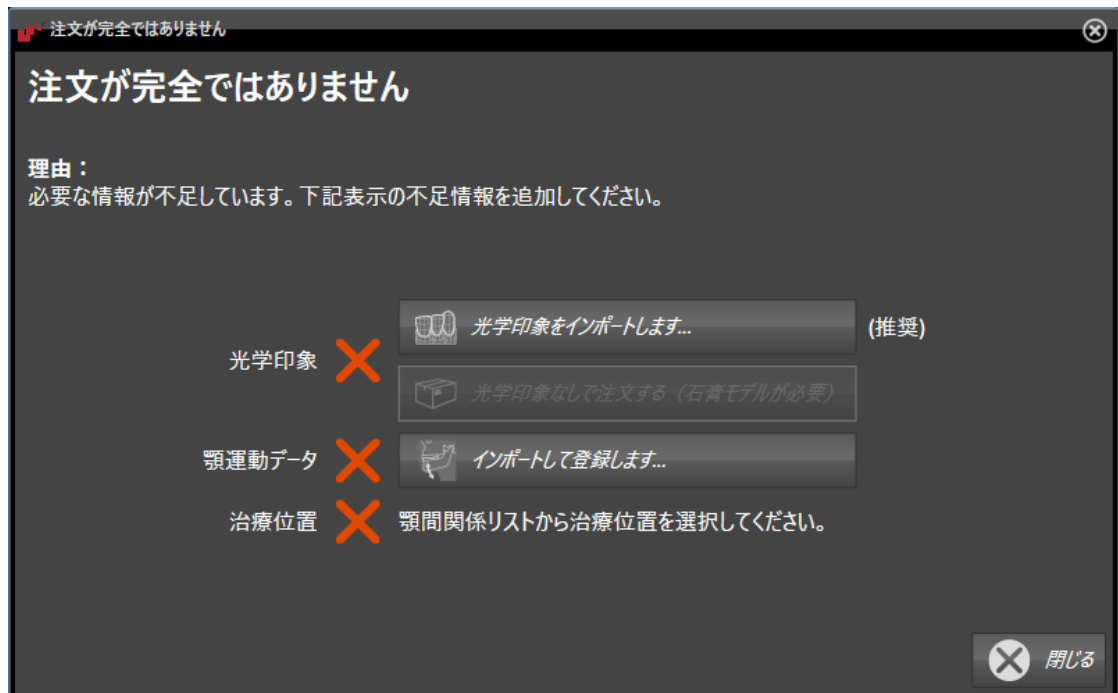 注文が完全ではありません
注文が完全ではありません
理由：
必要な情報が不足しています。下記表示の不足情報を追加してください。
光学印象
光学印象をインポートします...
(推奨)
光学印象なしで注文する（石膏モデルが必要）
顎運動データ
インポートして登録します...
治療位置
顎間関係リストから治療位置を選択してください。
閉じる